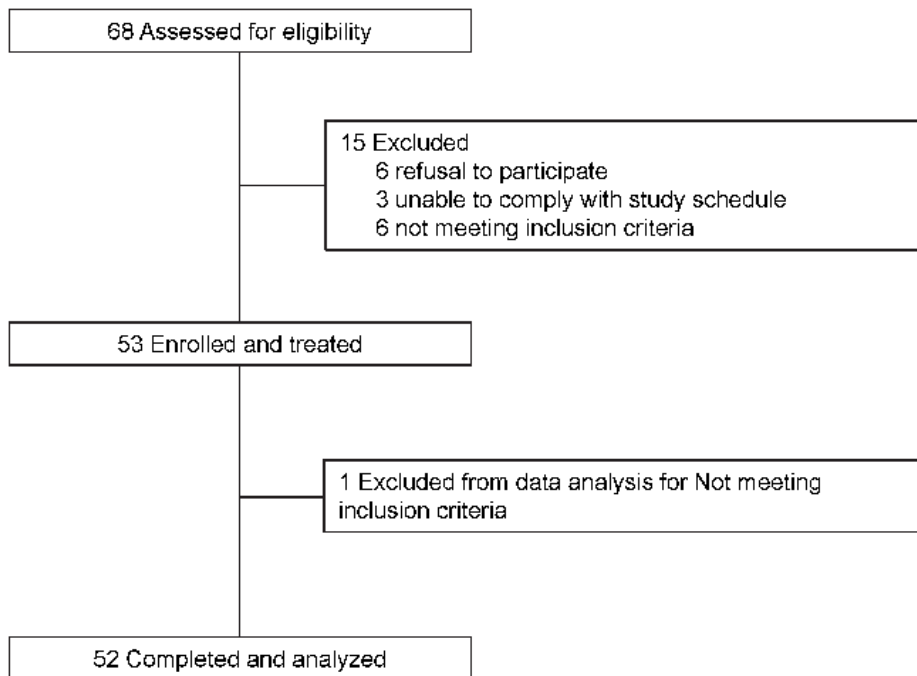 68 Assessed for eligibility
15 Excluded
6 refusal to participate
3 unable to comply with study schedule
6 not meeting inclusion criteria
53 Enrolled and treated
1 Excluded from data analysis for Not meeting
inclusion criteria
52 Completed and analyzed